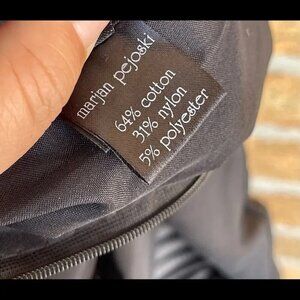 marjan pejoski
64% cotton
31% nylon
5% polyester